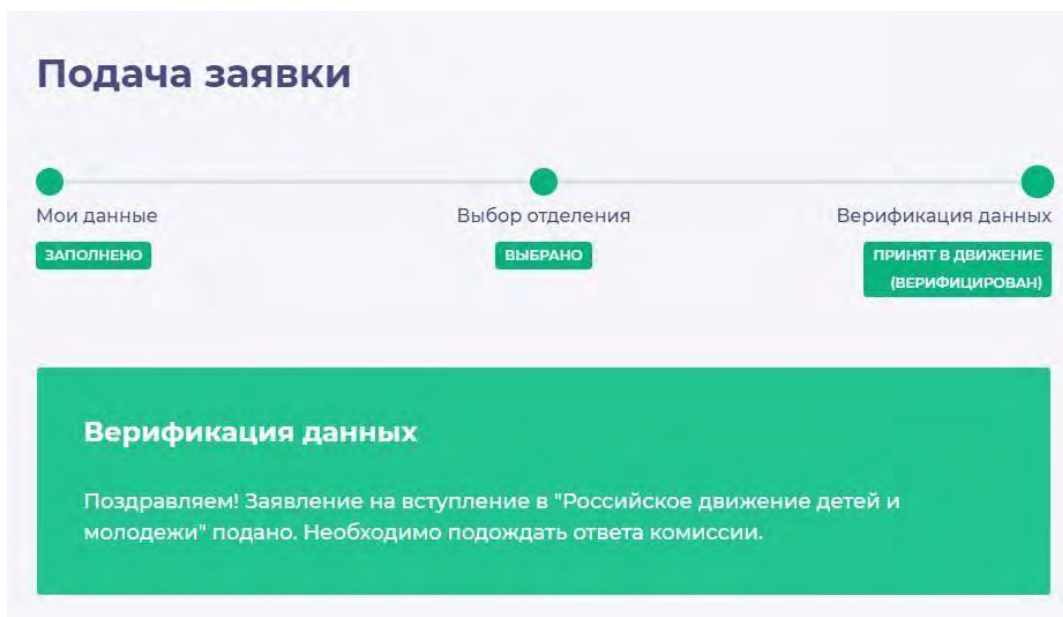 Подача заявки
Мои данные
Выбор отделения
Верификация данных
ЗАПОЛНЕНО
ВЫБРАНО
ПРИНЯТ В ДВИЖЕНИЕ
(ВЕРИФИЦИРОВАН)
Верификация данных
Поздравляем! Заявление на вступление в "Российское движение детей и
молодежи" подано. Необходимо подождать ответа комиссии.